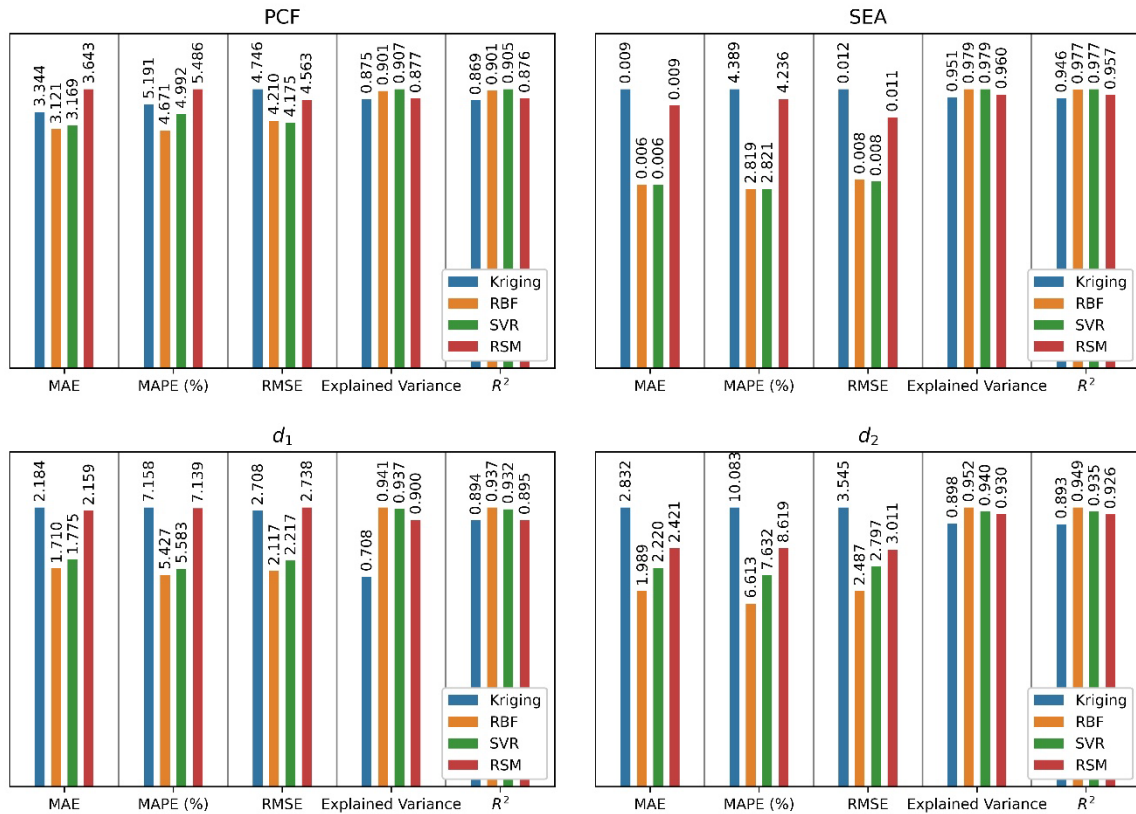 PCF
3.344
3.121
3.169
3.643
5.191
4.671
4.992
5.486
4.746
4.210
4.175
4.563
0.875
0.901
0.907
0.877
0.869
0.901
0.905
0.876
Kriging
RBF
SVR
RSM
MAE
MAPE (%)
RMSE
Explained Variance
R²
SEA
0.009
0.006
0.006
0.009
4.389
2.819
2.821
4.236
0.012
0.008
0.008
0.011
0.951
0.979
0.979
0.960
0.946
0.977
0.977
0.957
Kriging
RBF
SVR
RSM
MAE
MAPE (%)
RMSE
Explained Variance
R²
d₁
2.184
1.710
1.775
2.159
7.158
5.427
5.583
7.139
2.708
2.117
2.217
2.738
0.708
0.941
0.937
0.900
0.894
0.937
0.932
0.895
Kriging
RBF
SVR
RSM
MAE
MAPE (%)
RMSE
Explained Variance
R²
d₂
2.832
1.989
2.220
2.421
10.083
6.613
7.632
8.619
3.545
2.487
2.797
3.011
0.898
0.952
0.940
0.930
0.893
0.949
0.935
0.926
Kriging
RBF
SVR
RSM
MAE
MAPE (%)
RMSE
Explained Variance
R²